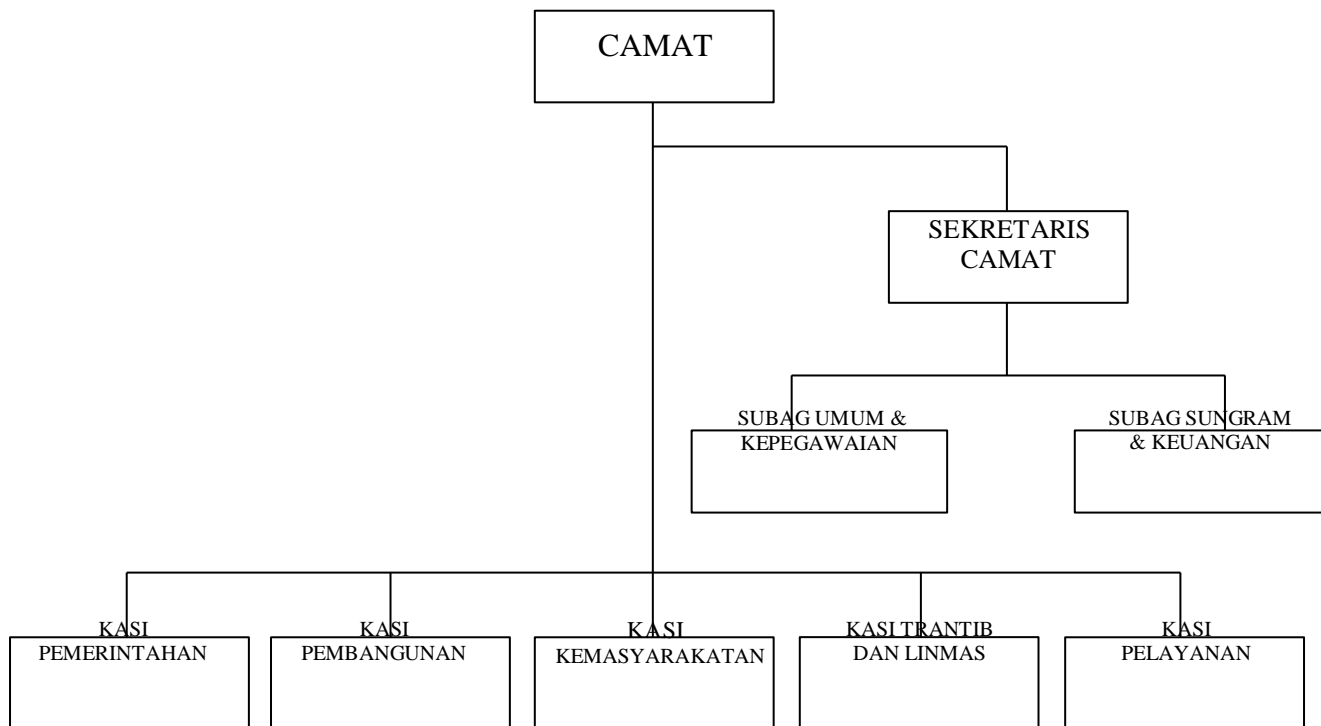 CAMAT
SEKRETARIS
CAMAT
SUBAG UMUM &
KEPEGAWAIAN
SUBAG SUNGRAM
& KEUANGAN
KASI
PEMERINTAHAN
KASI
PEMBANGUNAN
KASI
KEMASYARAKATAN
KASI TRANTIB
DAN LINMAS
KASI
PELAYANAN